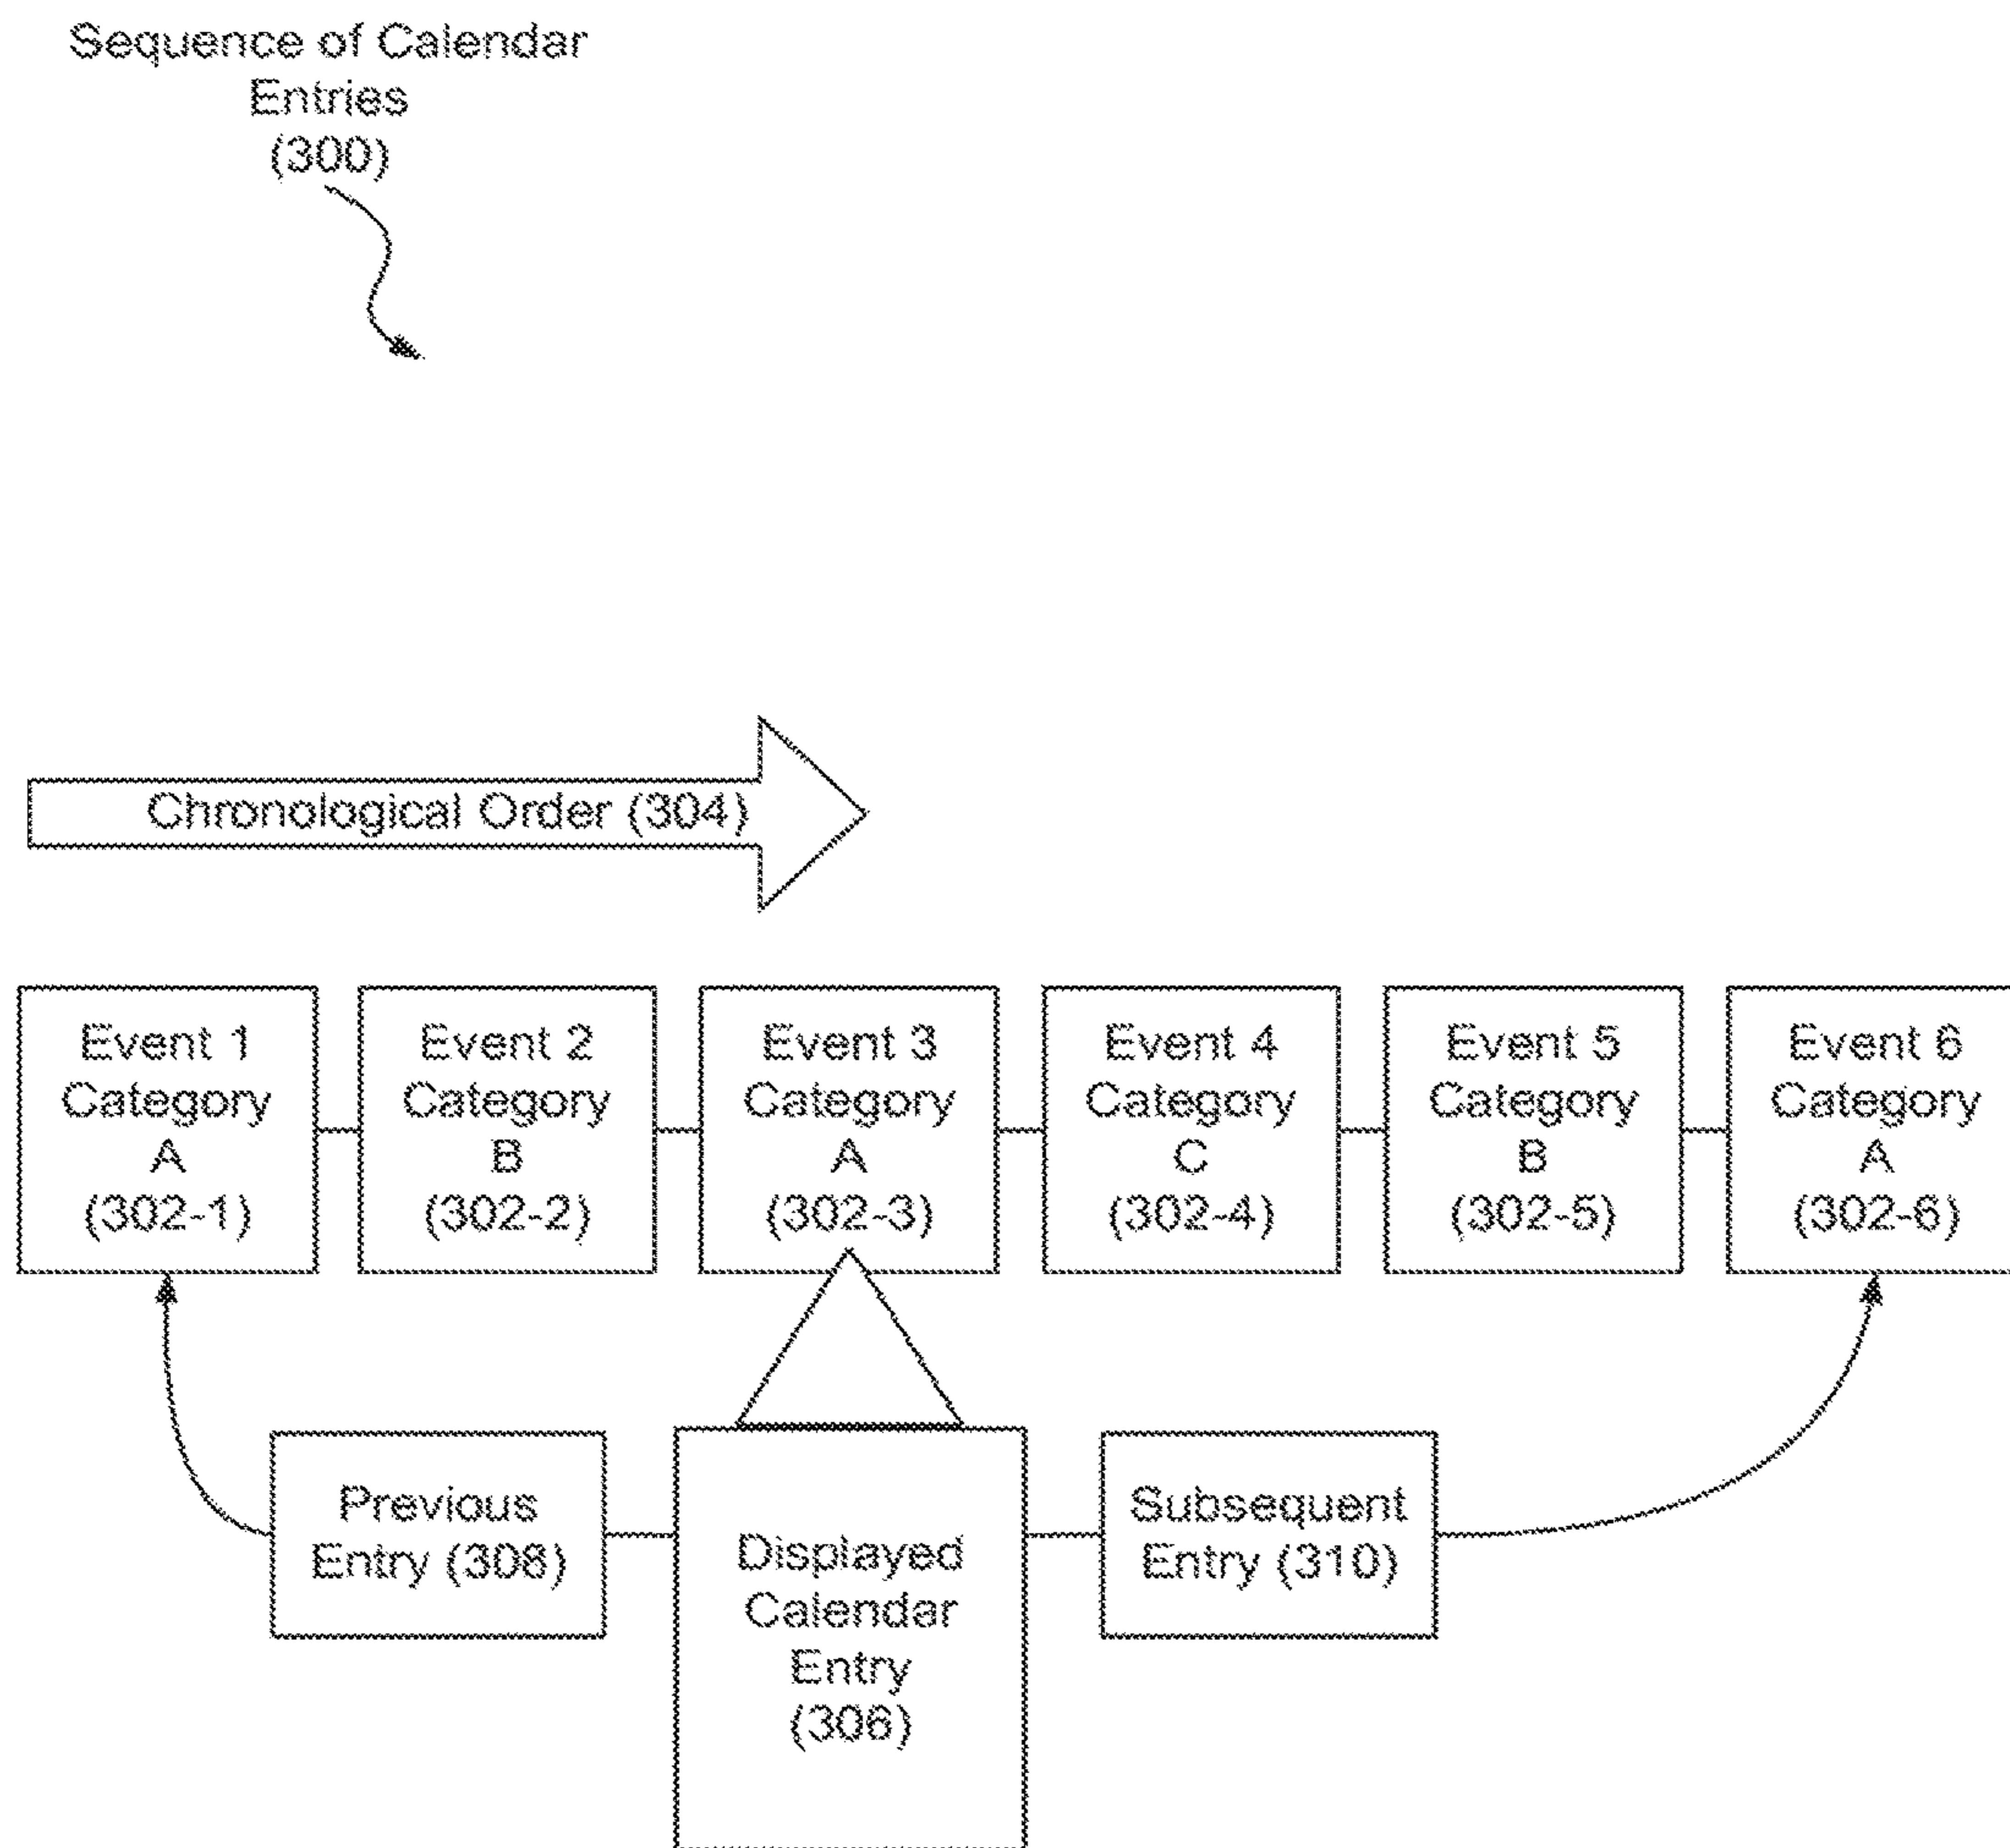 Sequence of Calendar
Entries
(300)
Chronological Order (304)
Event 1
Category
A
(302-1)
Event 2
Category
B
(302-2)
Event 3
Category
A
(302-3)
Event 4
Category
C
(302-4)
Event 5
Category
B
(302-5)
Event 6
Category
A
(302-6)
Previous
Entry (308)
Displayed
Calendar
Entry
(306)
Subsequent
Entry (310)